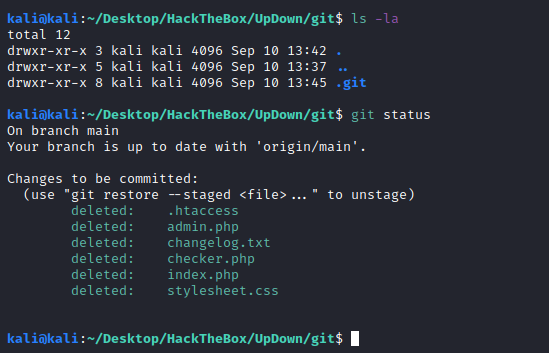 kali@kali:~/Desktop/HackTheBox/UpDown/git$ ls -la
total 12
drwxr-xr-x 3 kali kali 4096 Sep 10 13:42 .
drwxr-xr-x 5 kali kali 4096 Sep 10 13:37 ..
drwxr-xr-x 8 kali kali 4096 Sep 10 13:45 .git
kali@kali:~/Desktop/HackTheBox/UpDown/git$ git status
On branch main
Your branch is up to date with 'origin/main'.
Changes to be committed:
(use "git restore --staged <file>..." to unstage)
deleted: .htaccess
deleted: admin.php
deleted: changelog.txt
deleted: checker.php
deleted: index.php
deleted: stylesheet.css
kali@kali:~/Desktop/HackTheBox/UpDown/git$